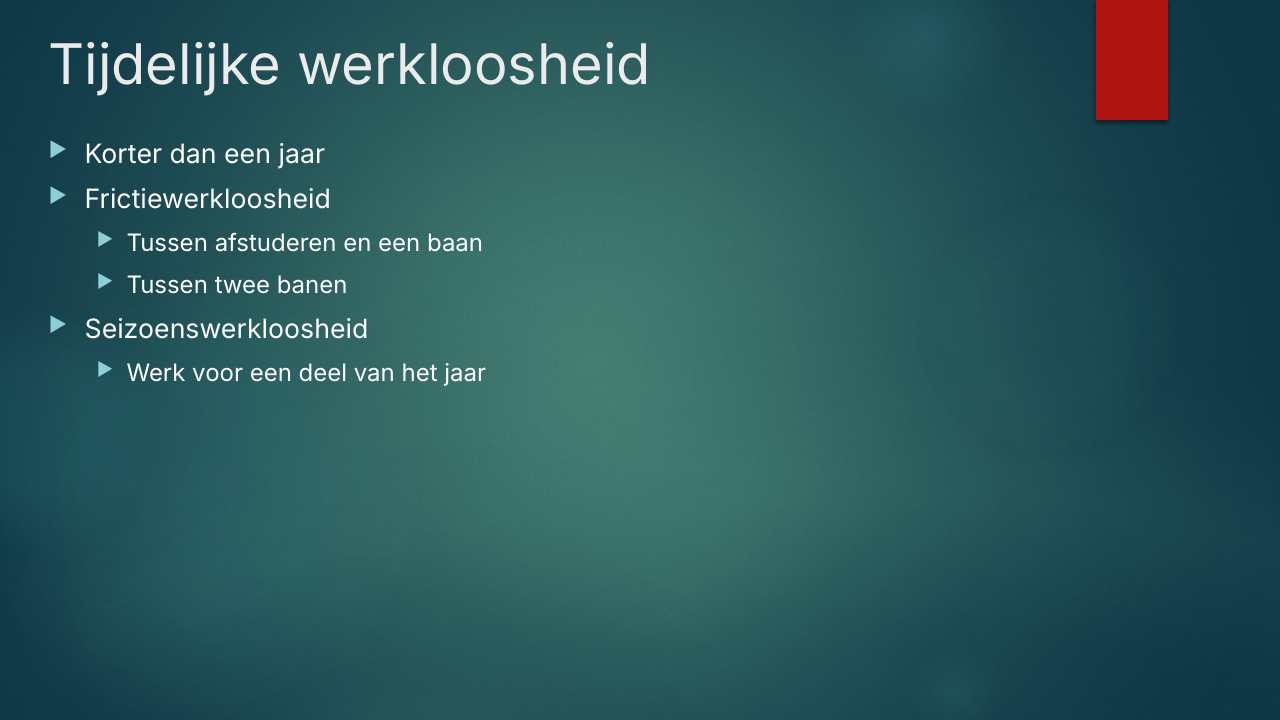 Tijdelijke werkloosheid
Korter dan een jaar
Frictiewerkloosheid
Tussen afstuderen en een baan
Tussen twee banen
Seizoenswerkloosheid
Werk voor een deel van het jaar